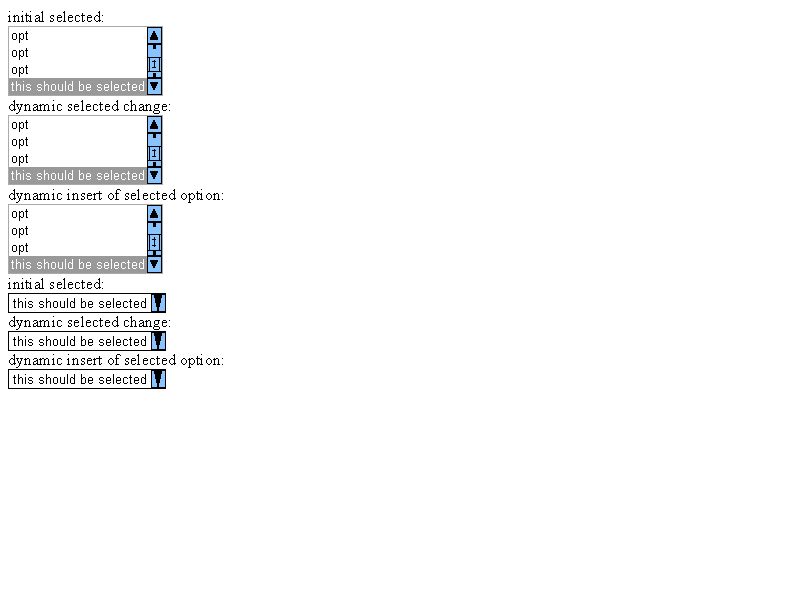 initial selected:
opt
opt
opt
this should be selected
dynamic selected change:
opt
opt
opt
this should be selected
dynamic insert of selected option:
opt
opt
opt
this should be selected
initial selected:
this should be selected
dynamic selected change:
this should be selected
dynamic insert of selected option:
this should be selected